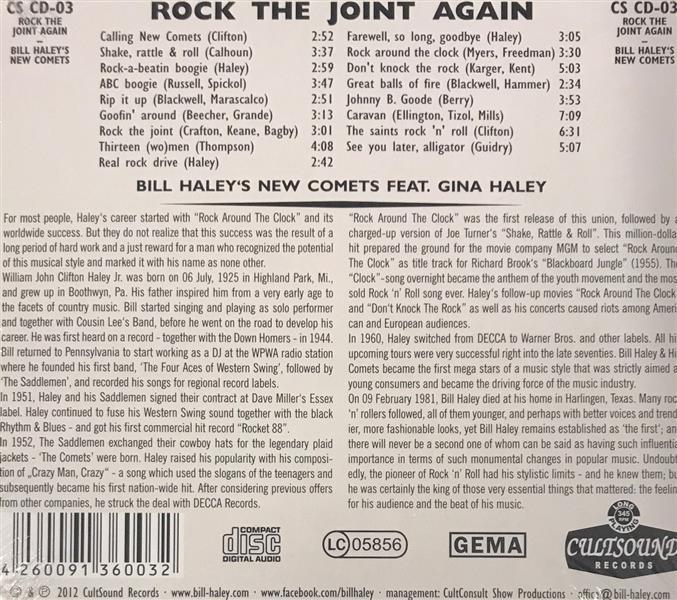 CS CD-03
ROCK THE
JOINT AGAIN
–
BILL HALEY'S
NEW COMETS
ROCK THE JOINT AGAIN
CS CD-03
ROCK THE
JOINT AGAIN
–
BILL HALEY'S
NEW COMETS
Calling New Comets (Clifton) 2:52
Shake, rattle & roll (Calhoun) 3:37
Rock-a-beatin boogie (Haley) 2:59
ABC boogie (Russell, Spickol) 3:47
Rip it up (Blackwell, Marascalco) 2:51
Goofin' around (Beecher, Grande) 3:13
Rock the joint (Crafton, Keane, Bagby) 3:01
Thirteen (wo)men (Thompson) 4:08
Real rock drive (Haley) 2:42
Farewell, so long, goodbye (Haley) 3:05
Rock around the clock (Myers, Freedman) 3:30
Don't knock the rock (Karger, Kent) 5:03
Great balls of fire (Blackwell, Hammer) 2:34
Johnny B. Goode (Berry) 3:53
Caravan (Ellington, Tizol, Mills) 7:09
The saints rock 'n' roll (Clifton) 6:31
See you later, alligator (Guidry) 5:07
BILL HALEY'S NEW COMETS FEAT. GINA HALEY
For most people, Haley's career started with "Rock Around The Clock" and its
worldwide success. But they do not realize that this success was the result of a
long period of hard work and a just reward for a man who recognized the potential
of this musical style and marked it with his name as none other.
William John Clifton Haley Jr. was born on 06 July, 1925 in Highland Park, Mi.,
and grew up in Boothwyn, Pa. His father inspired him from a very early age to
the facets of country music. Bill started singing and playing as solo performer
and together with Cousin Lee's Band, before he went on the road to develop his
career. He was first heard on a record - together with the Down Homers - in 1944.
Bill returned to Pennsylvania to start working as a DJ at the WPWA radio station
where he founded his first band, 'The Four Aces of Western Swing', followed by
'The Saddlemen', and recorded his songs for regional record labels.
In 1951, Haley and his Saddlemen signed their contract at Dave Miller's Essex
label. Haley continued to fuse his Western Swing sound together with the black
Rhythm & Blues - and got his first commercial hit record "Rocket 88".
In 1952, The Saddlemen exchanged their cowboy hats for the legendary plaid
jackets - 'The Comets' were born. Haley raised his popularity with his composi-
tion of „Crazy Man, Crazy" - a song which used the slogans of the teenagers and
subsequently became his first nation-wide hit. After considering previous offers
from other companies, he struck the deal with DECCA Records.
"Rock Around The Clock" was the first release of this union, followed by a
charged-up version of Joe Turner's "Shake, Rattle & Roll". This million-dolla
hit prepared the ground for the movie company MGM to select "Rock Aroun
The Clock" as title track for Richard Brook's "Blackboard Jungle" (1955). Th
"Clock"-song overnight became the anthem of the youth movement and the mos
sold Rock 'n' Roll song ever. Haley's follow-up movies "Rock Around The Clock
and "Don't Knock The Rock" as well as his concerts caused riots among Ameri
can and European audiences.
In 1960, Haley switched from DECCA to Warner Bros. and other labels. All hi
upcoming tours were very successful right into the late seventies. Bill Haley & Hi
Comets became the first mega stars of a music style that was strictly aimed a
young consumers and became the driving force of the music industry.
On 09 February 1981, Bill Haley died at his home in Harlingen, Texas. Many roc
'n' rollers followed, all of them younger, and perhaps with better voices and trend
ier, more fashionable looks, yet Bill Haley remains established as 'the first'; an
there will never be a second one of whom can be said as having such influentia
importance in terms of such monumental changes in popular music. Undoubt
edly, the pioneer of Rock 'n' Roll had his stylistic limits - and he knew them; bu
he was certainly the king of those very essential things that mattered: the feelin
for his audience and the beat of his music.
4 260091 360032
COMPACT
disc
DIGITAL AUDIO
LC 05856
GEMA
LONG
345
RPM
PLAYING
CULTSOUND
RECORDS
© & ℗ 2012 CultSound Records · www.bill-haley.com · www.facebook.com/billhaley · management: CultConsult Show Productions · office@bill-haley.com